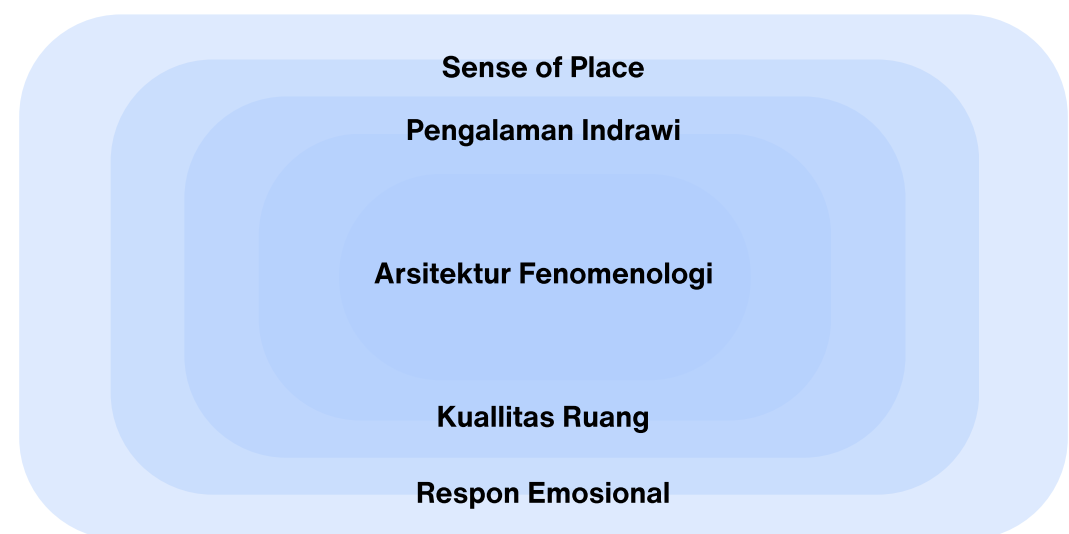 Sense of Place
Pengalaman Indrawi
Arsitektur Fenomenologi
Kuallitas Ruang
Respon Emosional